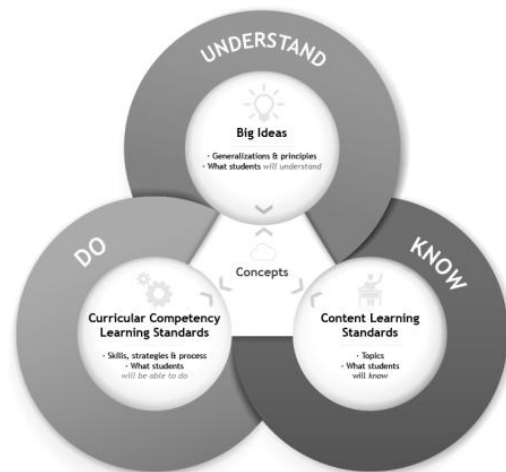 UNDERSTAND
Big Ideas
· Generalizations & principles
· What students will understand
DO
KNOW
Concepts
Curricular Competency
Learning Standards
· Skills, strategies & process
· What students
will be able to do
Content Learning
Standards
· Topics
· What students
will know